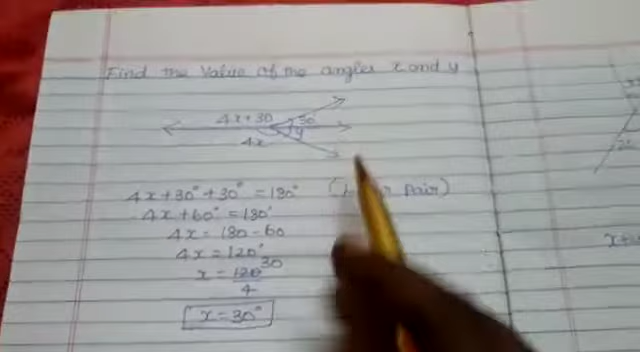 Find the Value of the angles x and y
4x+30 30
4x y
4x+30°+30° = 180° ( pair)
4x+60° = 180°
4x = 180-60
4x = 120°
x = 120 30
4
x = 30°